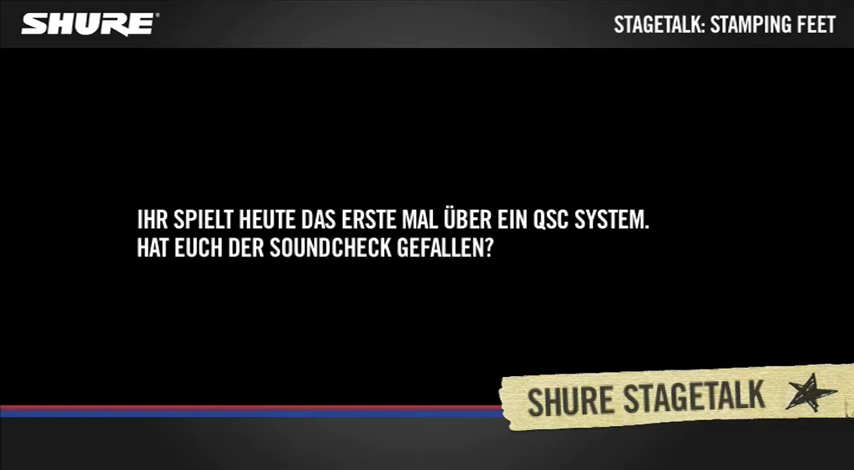 SHURE
STAGETALK: STAMPING FEET
IHR SPIELT HEUTE DAS ERSTE MAL ÜBER EIN QSC SYSTEM.
HAT EUCH DER SOUNDCHECK GEFALLEN?
SHURE STAGETALK